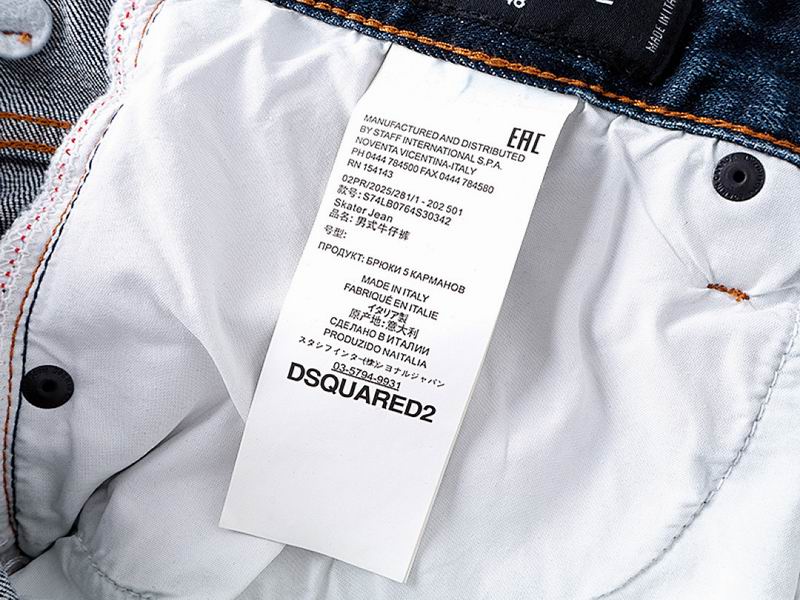 MADE IN ITA
EAC
MANUFACTURED AND DISTRIBUTED
BY STAFF INTERNATIONAL S.P.A.
NOVENTA VICENTINA-ITALY
PH 0444 784500 FAX 0444 784580
RN 154143
02PR/2025/281/1 - 202 501
款号: S74LB0764S30342
Skater Jean
品名: 男式牛仔裤
号型:
ПРОДУКТ: БРЮКИ 5 КАРМАНОВ
MADE IN ITALY
FABRIQUÉ EN ITALIE
イタリア製
原产地:意大利
СДЕЛАНО В ИТАЛИИ
PRODUZIDO NAITALIA
スタッフインター(株)ショナルジャパン
03-5794-9931
DSQUARED2